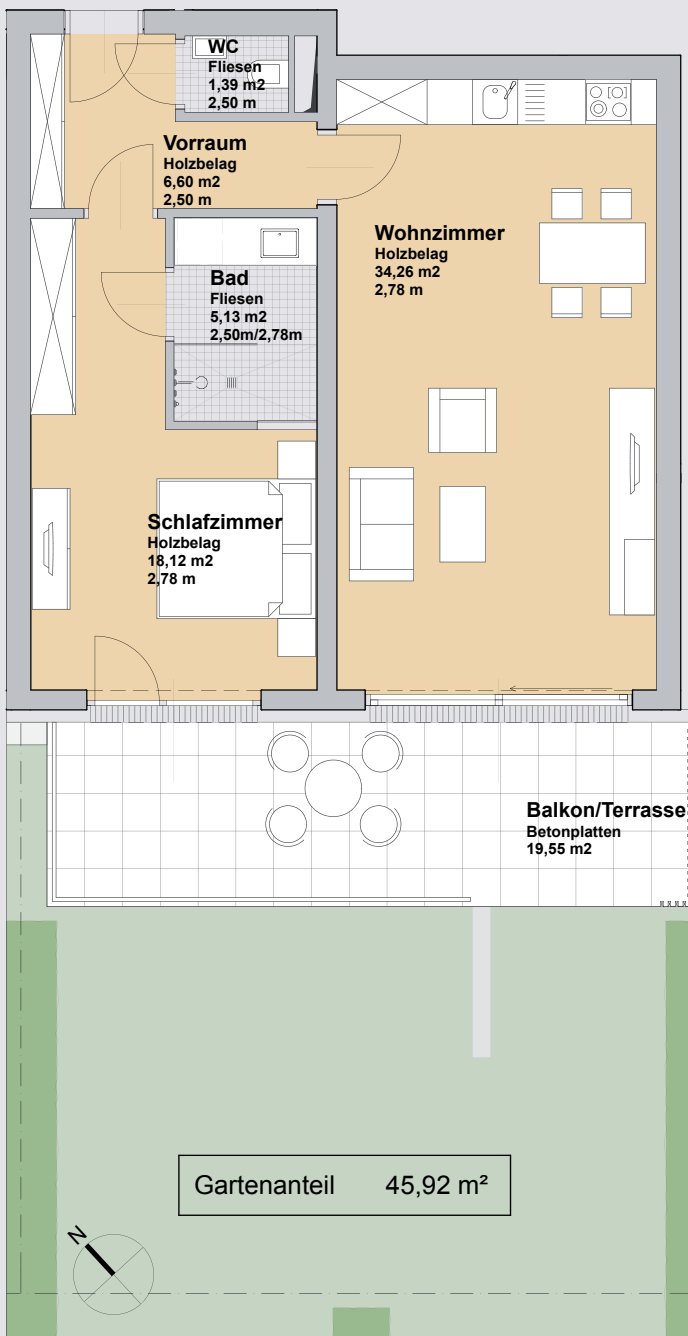 WC
Fliesen
1,39 m2
2,50 m
Vorraum
Holzbelag
6,60 m2
2,50 m
Wohnzimmer
Holzbelag
34,26 m2
2,78 m
Bad
Fliesen
5,13 m2
2,50m/2,78m
Schlafzimmer
Holzbelag
18,12 m2
2,78 m
Balkon/Terrasse
Betonplatten
19,55 m2
Gartenanteil 45,92 m²
N